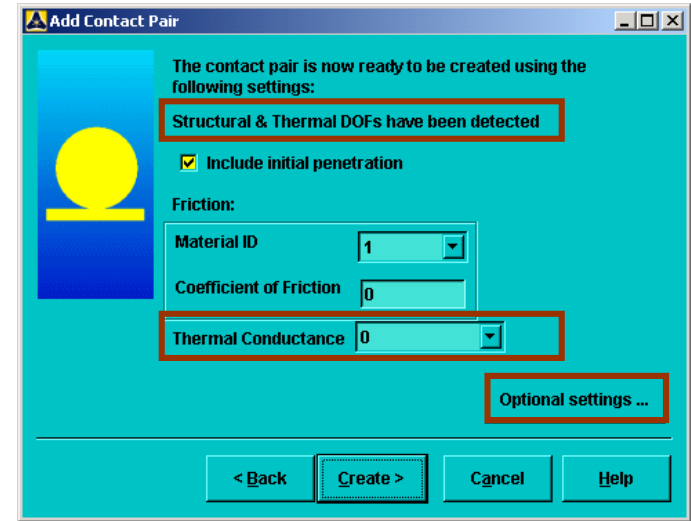 Add Contact Pair
The contact pair is now ready to be created using the
following settings:
Structural & Thermal DOFs have been detected
Include initial penetration
Friction:
Material ID 1
Coefficient of Friction 0
Thermal Conductance 0
Optional settings ...
< Back Create > Cancel Help